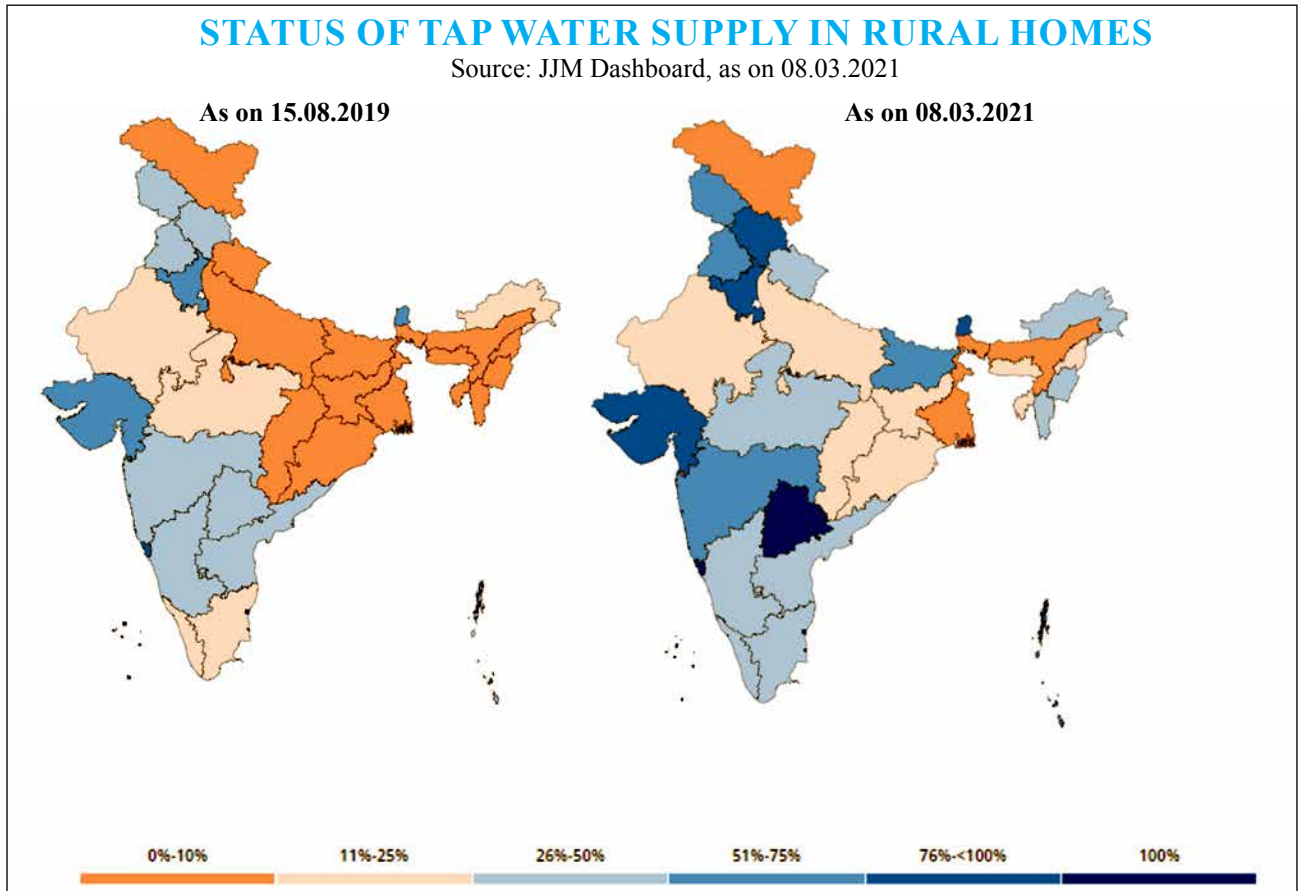 STATUS OF TAP WATER SUPPLY IN RURAL HOMES
Source: JJM Dashboard, as on 08.03.2021
As on 15.08.2019
As on 08.03.2021
0%-10%
11%-25%
26%-50%
51%-75%
76%-<100%
100%